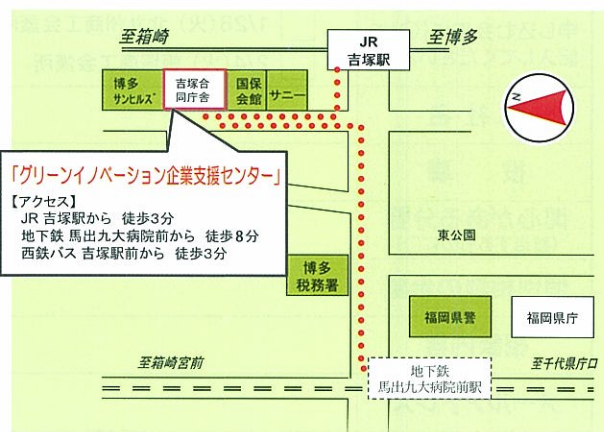 至箱崎
JR
吉塚駅
至博多
博多
サンヒルズ
吉塚合
同庁舎
国保
会館
サニー
N
「グリーンイノベーション企業支援センター」
【アクセス】
JR 吉塚駅から 徒歩3分
地下鉄 馬出九大病院前から 徒歩8分
西鉄バス 吉塚駅前から 徒歩3分
東公園
博多
税務署
福岡県警
福岡県庁
至箱崎宮前
地下鉄
馬出九大病院前駅
至千代県庁口